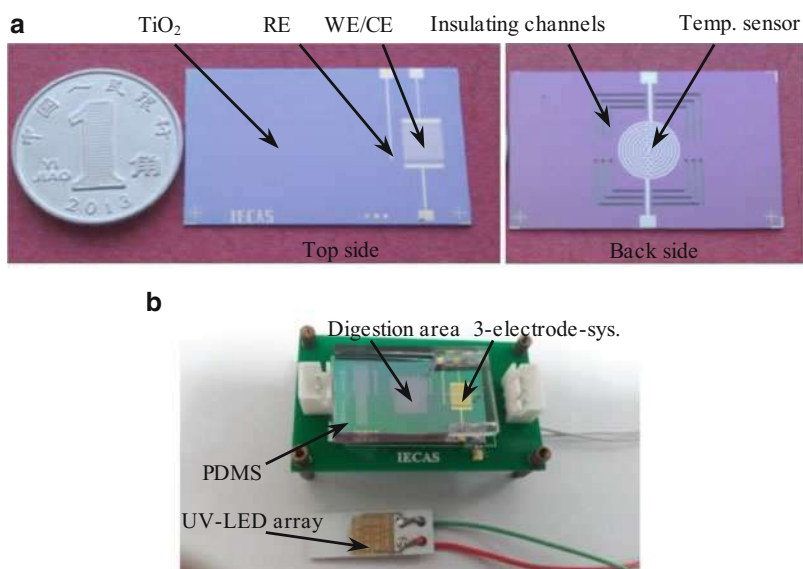 a
TiO2 RE WE/CE Insulating channels Temp. sensor
中国人民银行
1
YI JIAO 角
2013
IECAS
Top side
Back side
b
Digestion area 3-electrode-sys.
IECAS
PDMS
UV-LED array